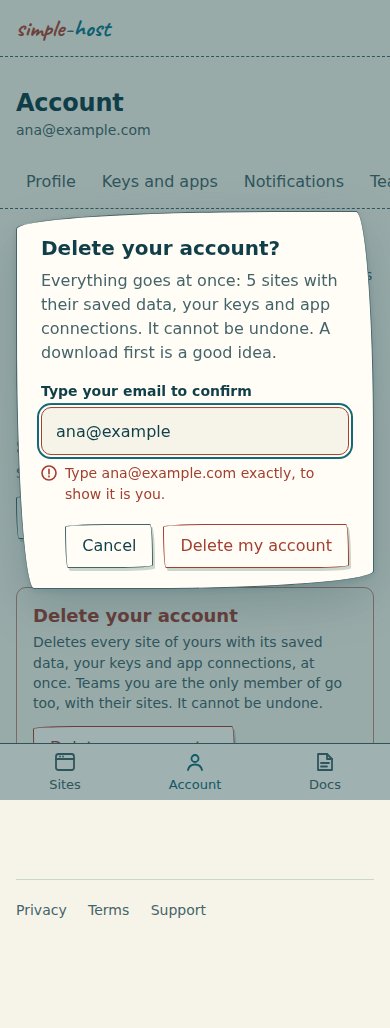 simple-host
Account
ana@example.com
Profile Keys and apps Notifications
Delete your account?
Everything goes at once: 5 sites with
their saved data, your keys and app
connections. It cannot be undone. A
download first is a good idea.
Type your email to confirm
ana@example
Type ana@example.com exactly, to
show it is you.
Cancel Delete my account
Delete your account
Deletes every site of yours with its saved
data, your keys and app connections, at
once. Teams you are the only member of go
too, with their sites. It cannot be undone.
Sites Account Docs
Privacy Terms Support